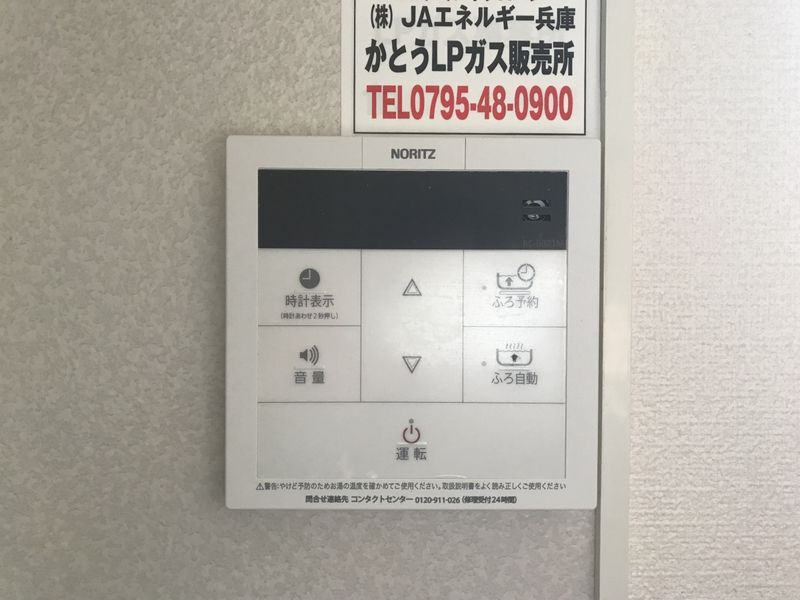 (株) JAエネルギー兵庫
かとうLPガス販売所
TEL0795-48-0900
NORITZ
時計表示
(時計あわせ2秒押し)
ふろ予約
音量
ふろ自動
運転
⚠警告:やけど予防のためお湯の温度を確かめてご使用ください。取扱説明書をよく読み正しくご使用ください
問合せ連絡先 コンタクトセンター 0120-911-026 (修理受付24時間)